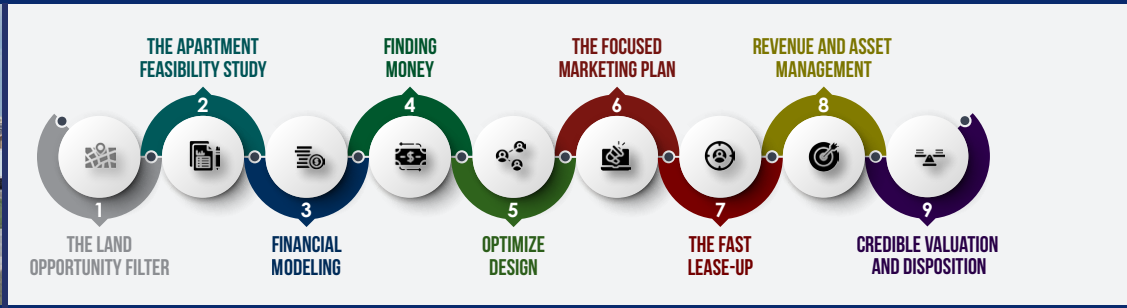 1
THE LAND
OPPORTUNITY FILTER
THE APARTMENT
FEASIBILITY STUDY
2
3
FINANCIAL
MODELING
FINDING
MONEY
4
5
OPTIMIZE
DESIGN
THE FOCUSED
MARKETING PLAN
6
7
THE FAST
LEASE-UP
REVENUE AND ASSET
MANAGEMENT
8
9
CREDIBLE VALUATION
AND DISPOSITION